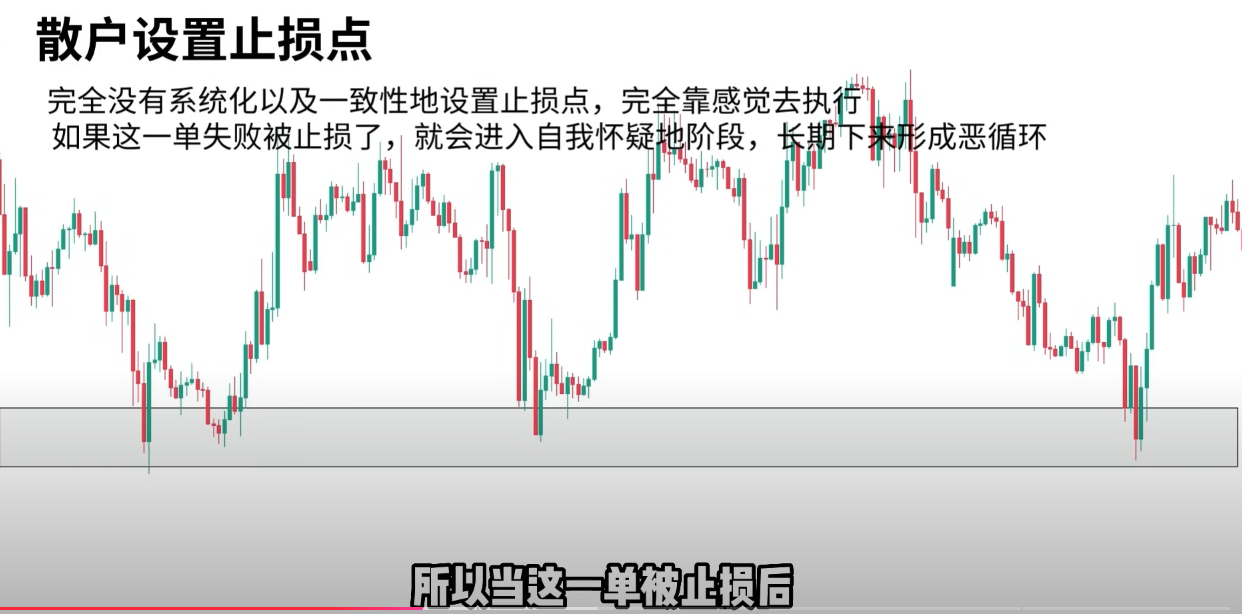 散户设置止损点
完全没有系统化以及一致性地设置止损点，完全靠感觉去执行
如果这一单失败被止损了，就会进入自我怀疑地阶段，长期下来形成恶循环
所以当这一单被止损后